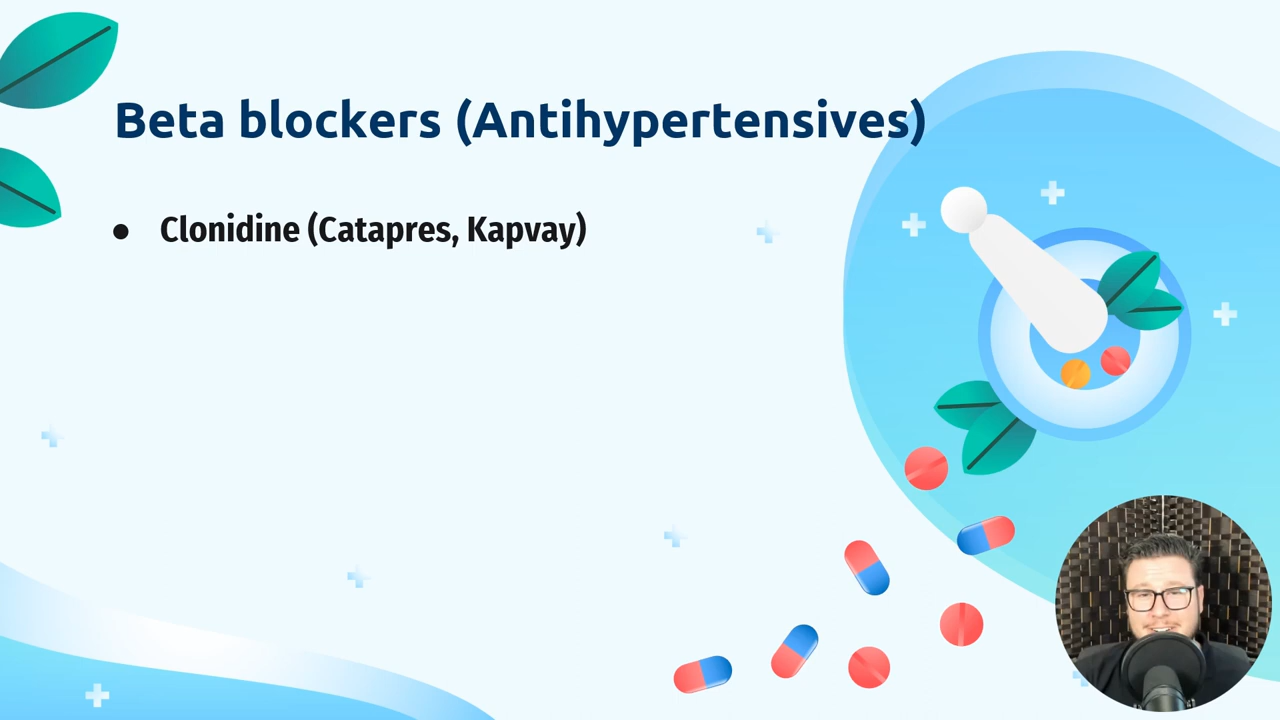 Beta blockers (Antihypertensives)
● Clonidine (Catapres, Kapvay)